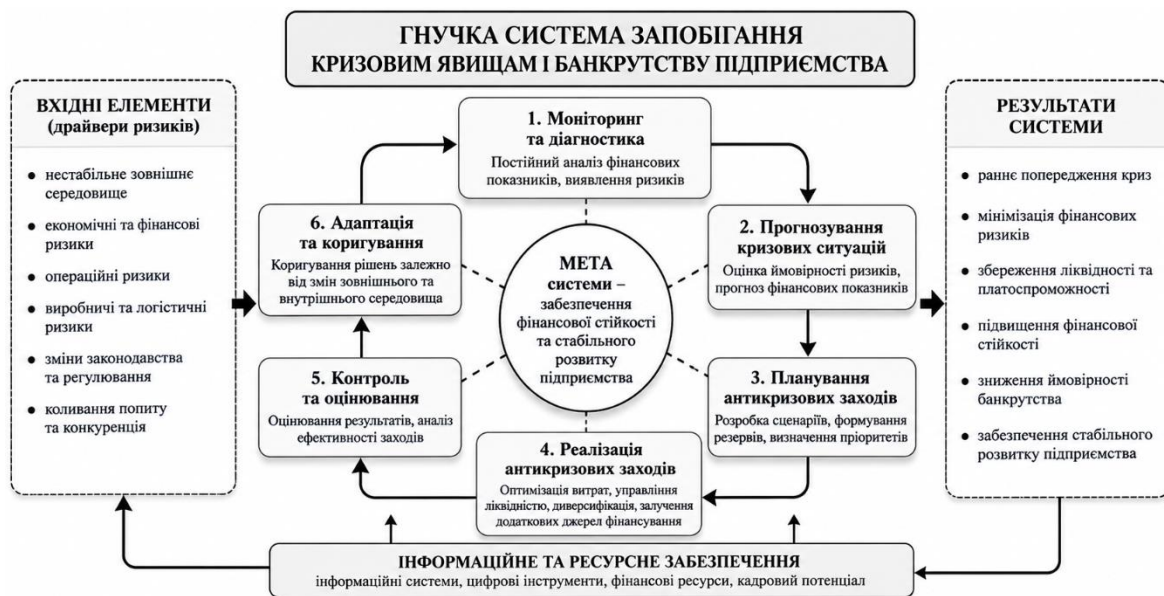 ГНУЧКА СИСТЕМА ЗАПОБІГАННЯ
КРИЗОВИМ ЯВИЩАМ І БАНКРУТСТВУ ПІДПРИЄМСТВА
ВХІДНІ ЕЛЕМЕНТИ
(драйвери ризиків)
• нестабільне зовнішнє
середовище
• економічні та фінансові
ризики
• операційні ризики
• виробничі та логістичні
ризики
• зміни законодавства
та регулювання
• коливання попиту
та конкуренція
1. Моніторинг
та діагностика
Постійний аналіз фінансових
показників, виявлення ризиків
2. Прогнозування
кризових ситуацій
Оцінка ймовірності ризиків,
прогноз фінансових показників
3. Планування
антикризових заходів
Розробка сценаріїв, формування
резервів, визначення пріоритетів
4. Реалізація
антикризових заходів
Оптимізація витрат, управління
ліквідністю, диверсифікація, залучення
додаткових джерел фінансування
5. Контроль
та оцінювання
Оцінювання результатів, аналіз
ефективності заходів
6. Адаптація
та коригування
Коригування рішень залежно
від змін зовнішнього та
внутрішнього середовища
МЕТА
системи –
забезпечення
фінансової стійкості
та стабільного
розвитку
підприємства
РЕЗУЛЬТАТИ
СИСТЕМИ
• раннє попередження криз
• мінімізація фінансових
ризиків
• збереження ліквідності та
платоспроможності
• підвищення фінансової
стійкості
• зниження ймовірності
банкрутства
• забезпечення стабільного
розвитку підприємства
ІНФОРМАЦІЙНЕ ТА РЕСУРСНЕ ЗАБЕЗПЕЧЕННЯ
інформаційні системи, цифрові інструменти, фінансові ресурси, кадровий потенціал